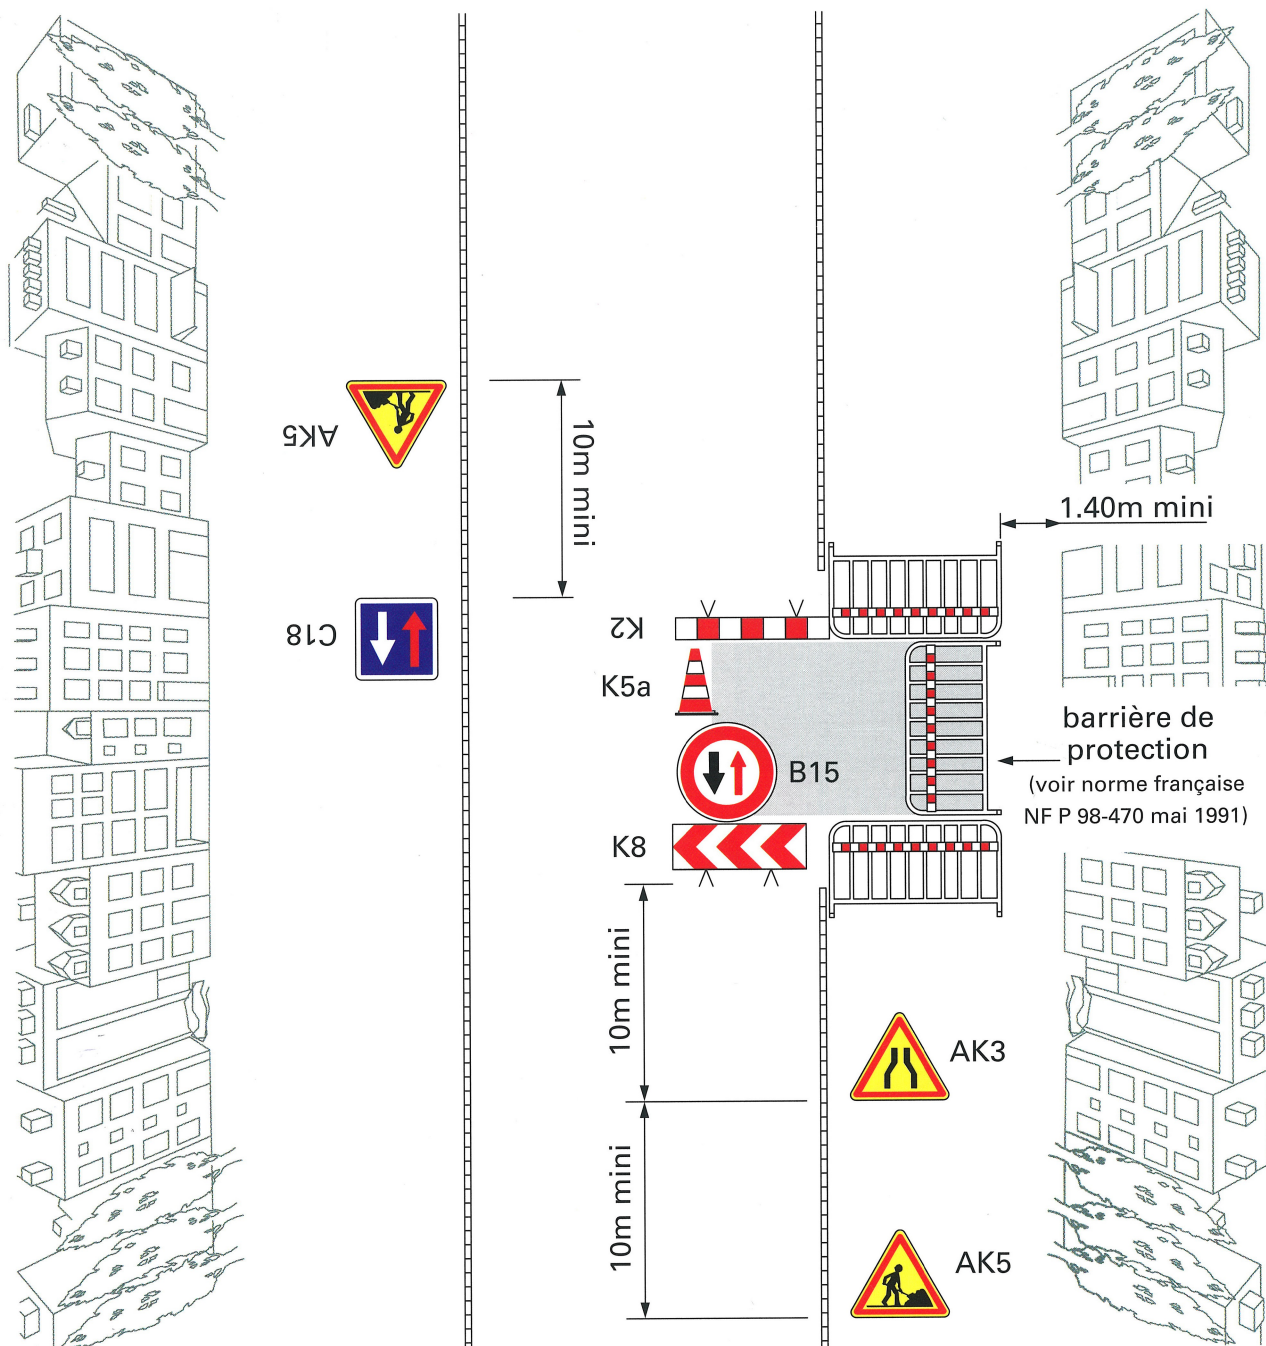 AK5
10m mini
1.40m mini
C18
K2
K5a
barrière de
protection
(voir norme française
NF P 98-470 mai 1991)
B15
K8
10m mini
AK3
10m mini
AK5